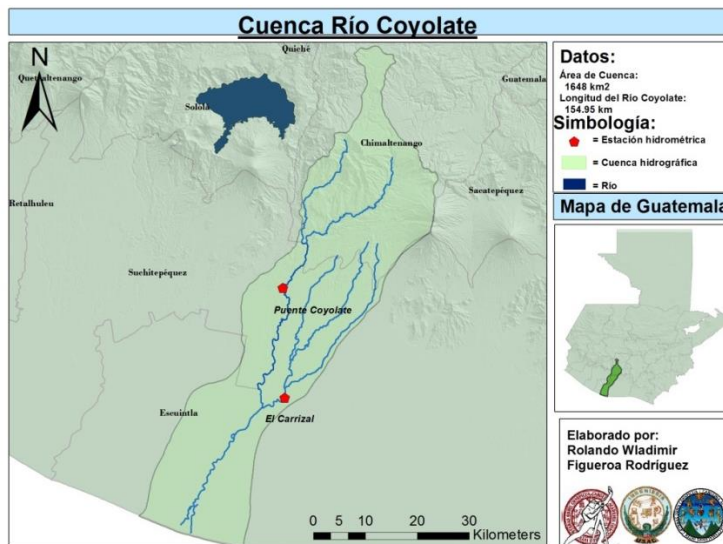 Cuenca Río Coyolate
N
Quiché
Quetzaltenango
Guatemala
Sololá
Chimaltenango
Sacatepéquez
Retalhuleu
Suchitepéquez
Puente Coyolate
Escuintla
El Carrizal
0 5 10 20 30
Kilometers
Datos:
Área de Cuenca:
1648 km2
Longitud del Río Coyolate:
154.95 km
Simbología:
= Estación hidrométrica
= Cuenca hidrográfica
= Río
Mapa de Guatemala
Elaborado por:
Rolando Wladimir
Figueroa Rodríguez